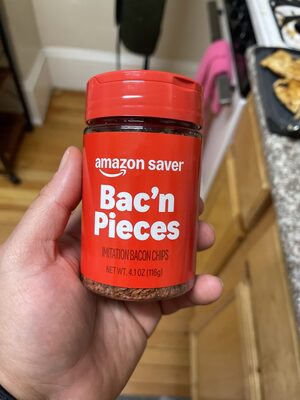 amazon saver
Bac'n
Pieces
IMITATION BACON CHIPS
NET WT. 4.1 OZ (116g)